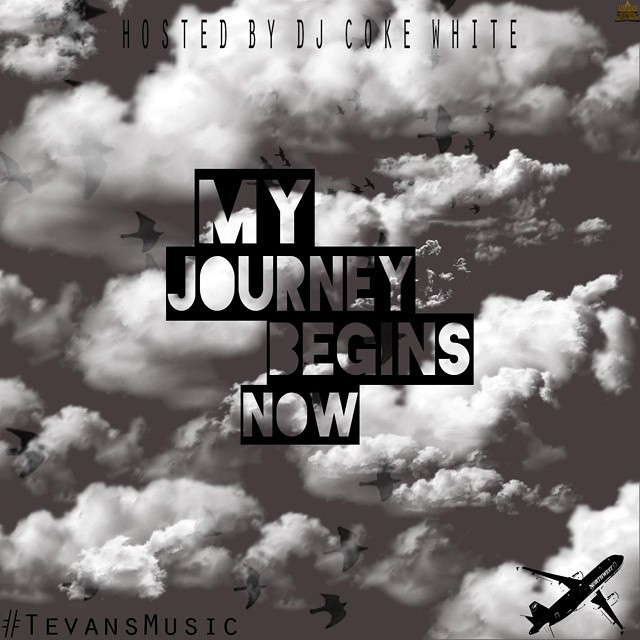 HOSTED BY DJ COKE WHITE
MY
JOURNEY
BEGINS
NOW
#TEVANSMUSIC